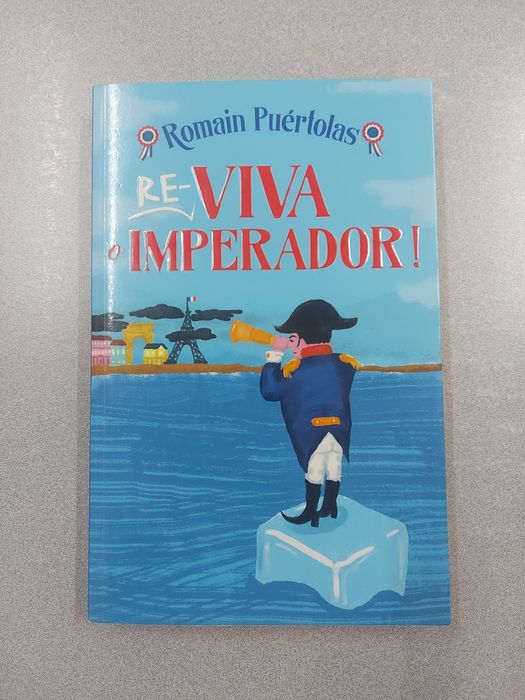 Romain Puértolas
RE-VIVA
o IMPERADOR!